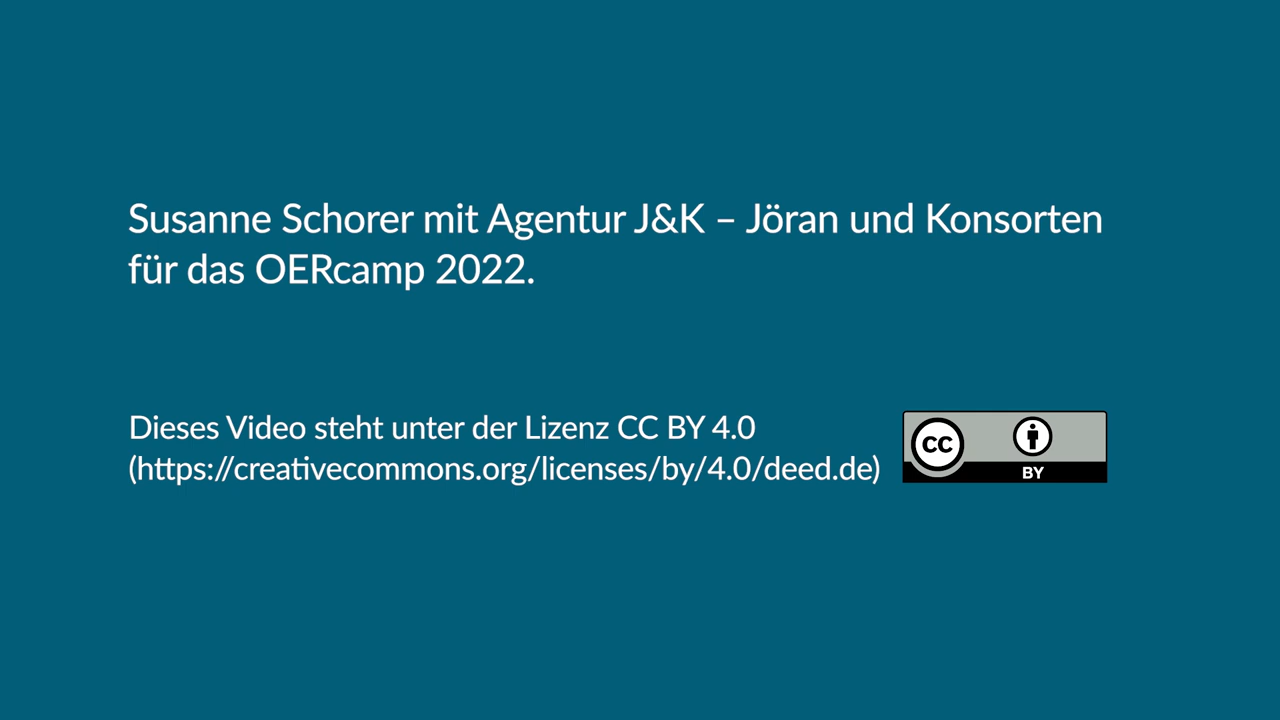 Susanne Schorer mit Agentur J&K – Jöran und Konsorten
für das OERcamp 2022.
Dieses Video steht unter der Lizenz CC BY 4.0
(https://creativecommons.org/licenses/by/4.0/deed.de)
CC
BY